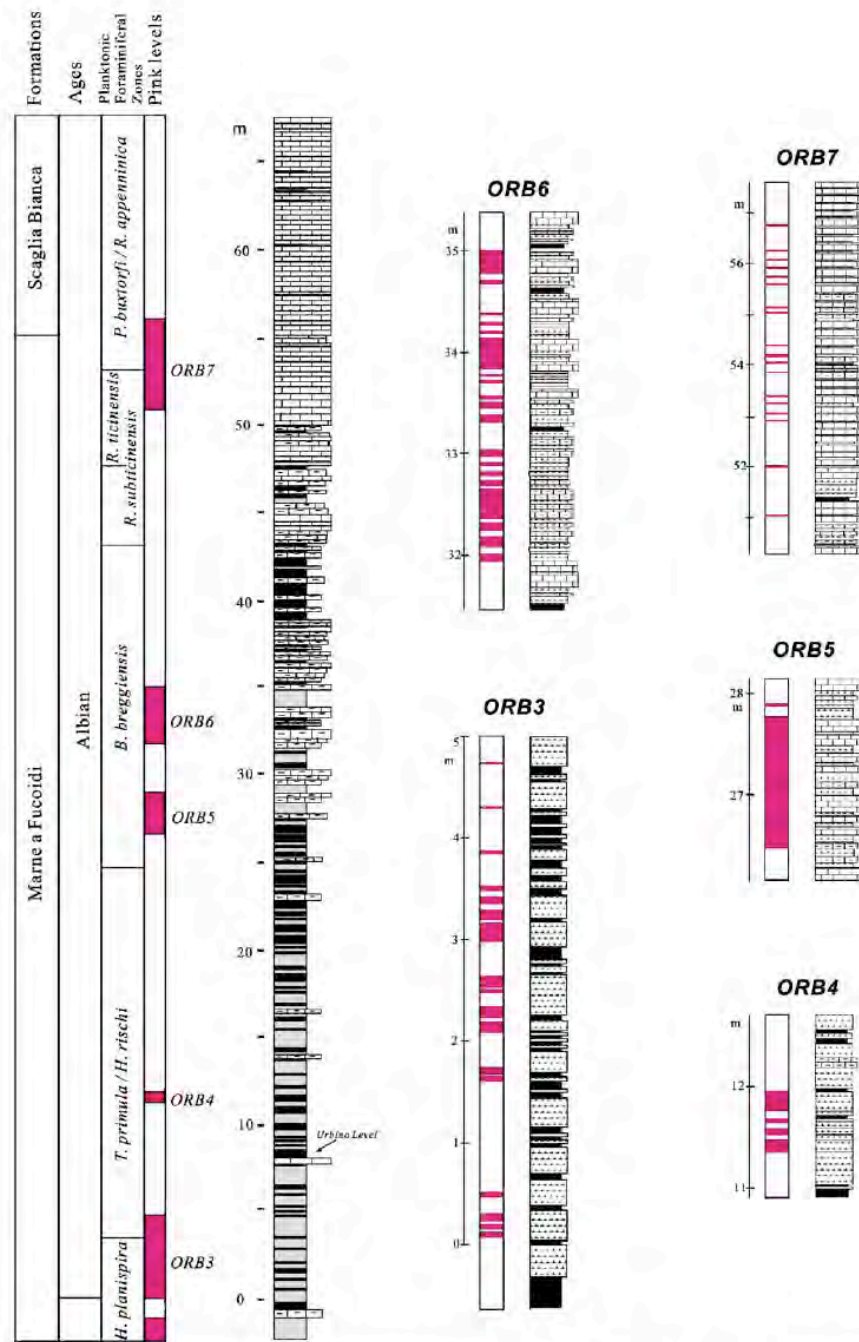 Formations
Ages
Planktonic
Foraminiferal
Zones
Pink levels
Scaglia Bianca
Marne a Fucoidi
Albian
P. buxtorfi / R. appenninica
R. ticinensis
R. subticinensis
B. breggiensis
T. primula / H. rischi
H. planispira
ORB7
ORB6
ORB5
ORB4
ORB3
m
60
50
40
30
20
10
0
Urbino Level
ORB6
m
35
34
33
32
ORB7
m
56
54
52
ORB3
5
m
4
3
2
1
0
ORB5
28
m
27
ORB4
m
12
11